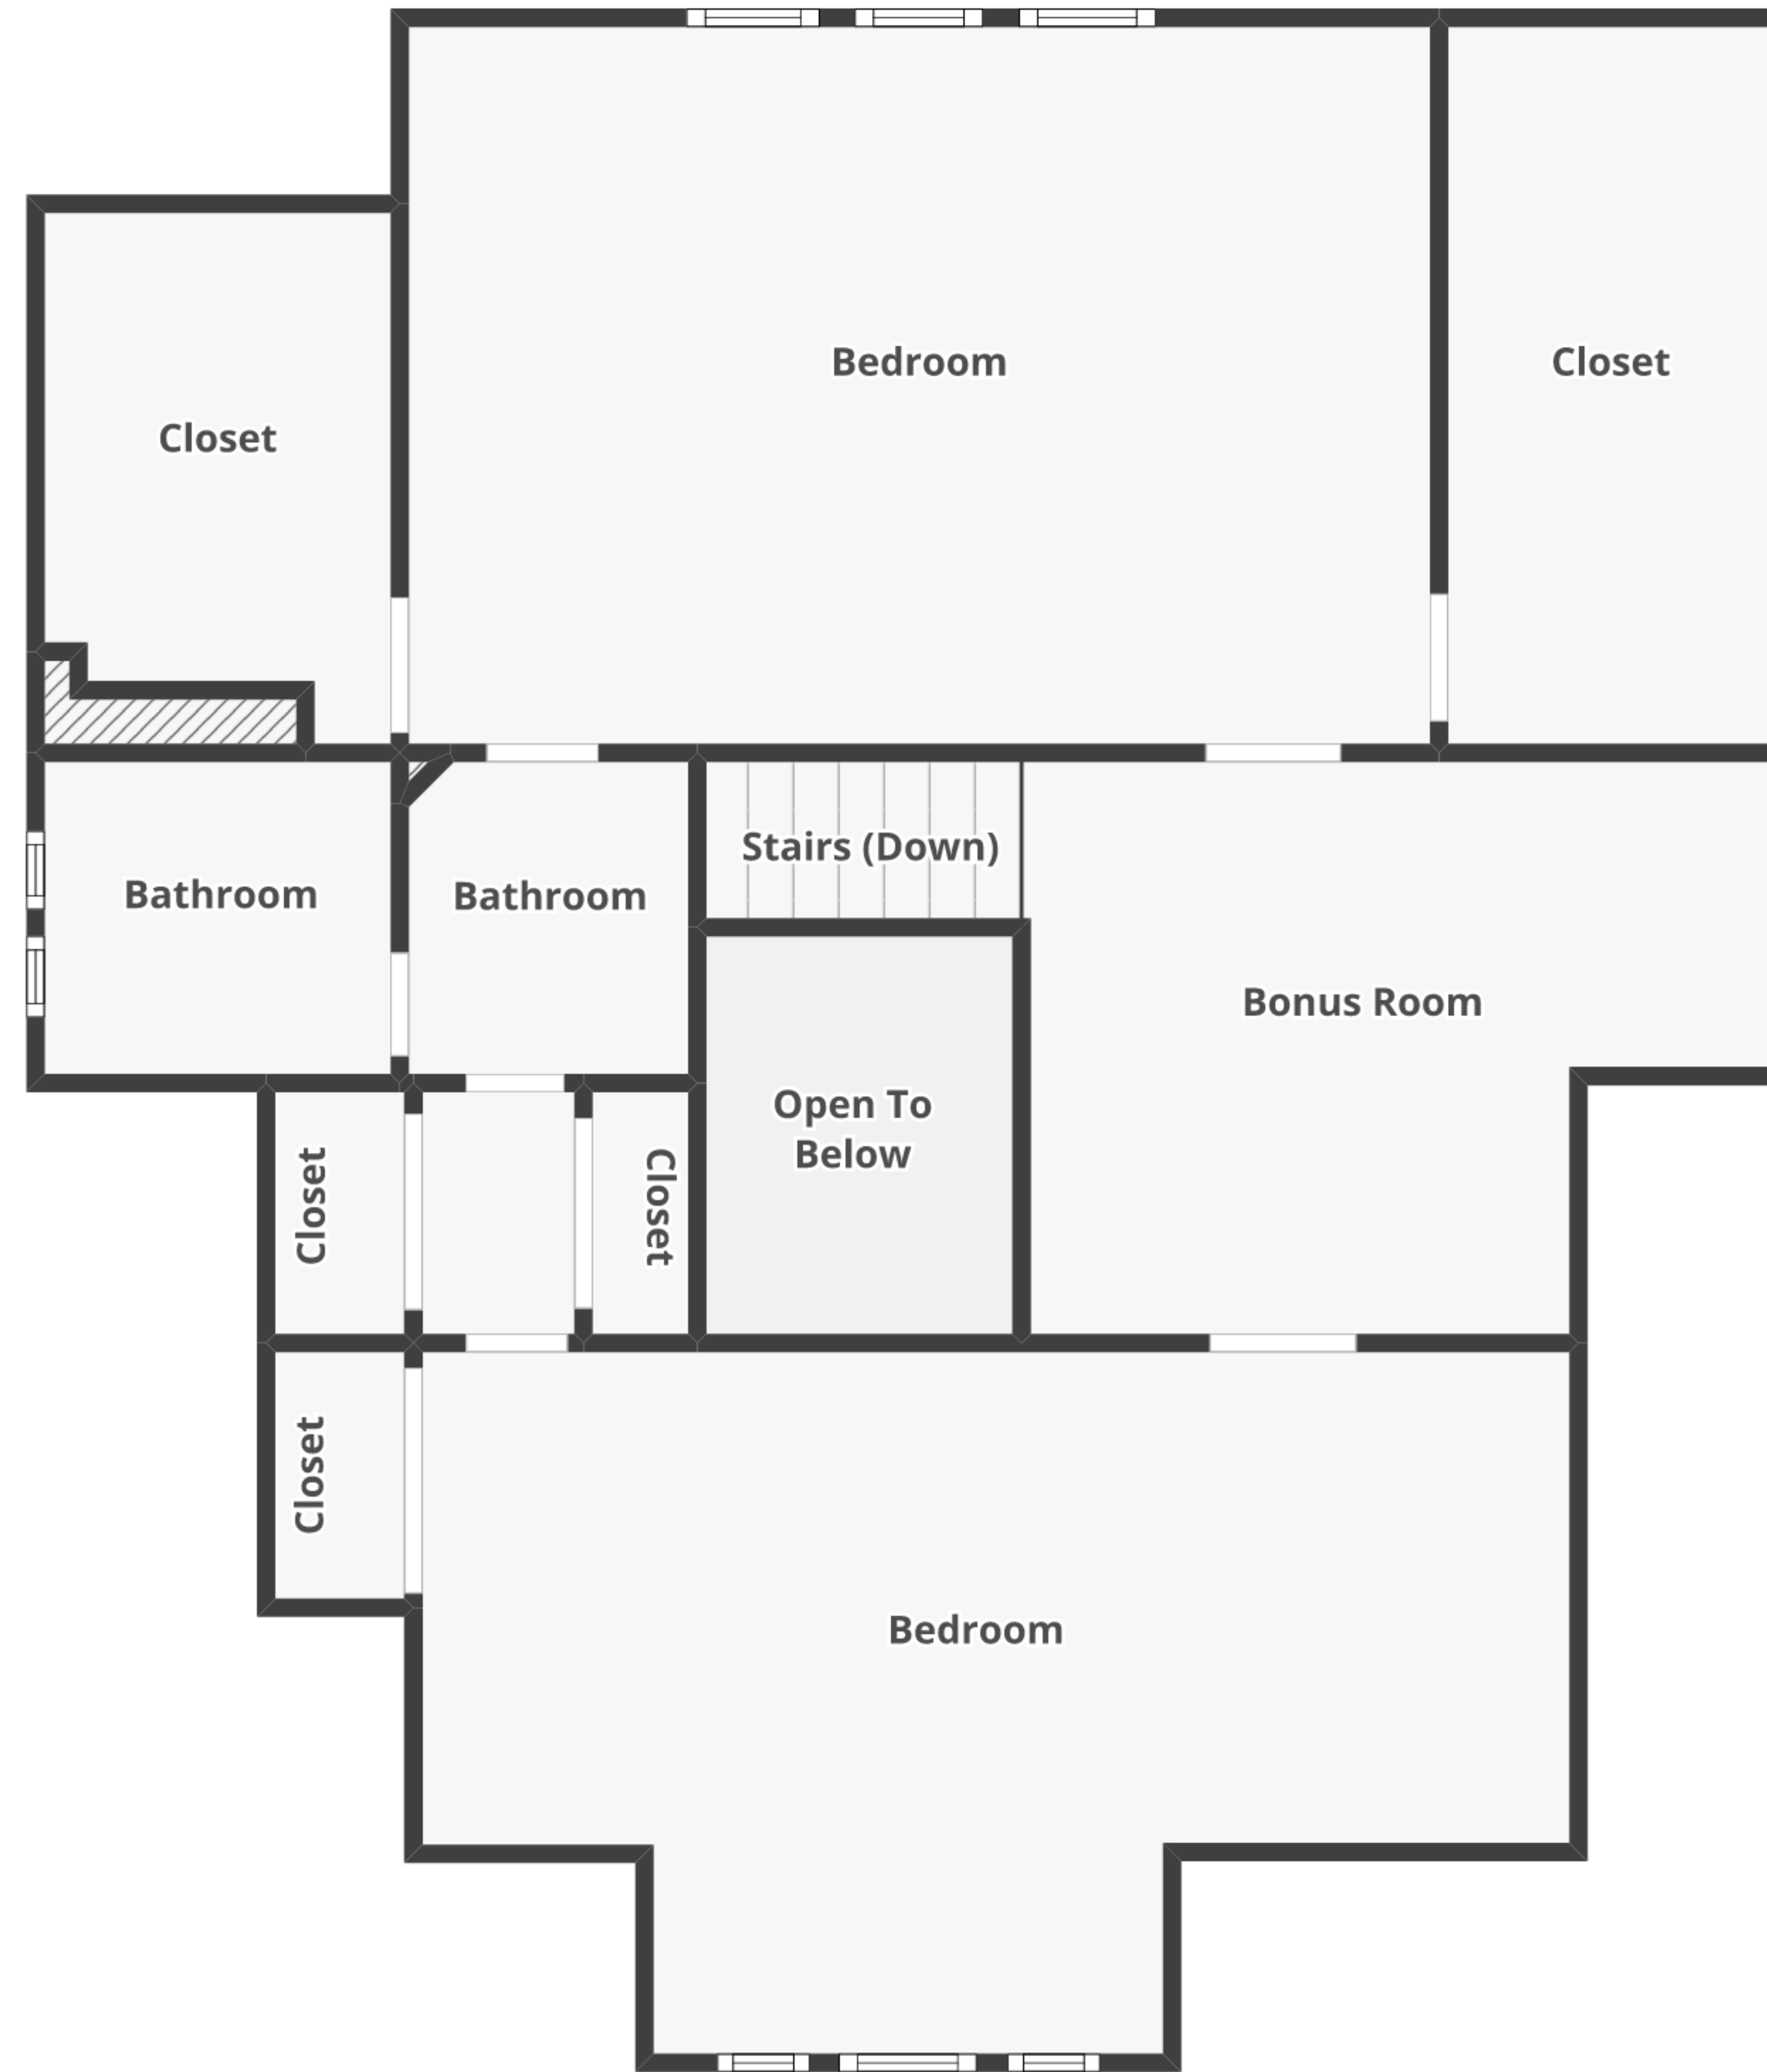 Bedroom
Closet
Closet
Stairs (Down)
Bathroom
Bathroom
Bonus Room
Open To
Below
Closet
Closet
Closet
Bedroom